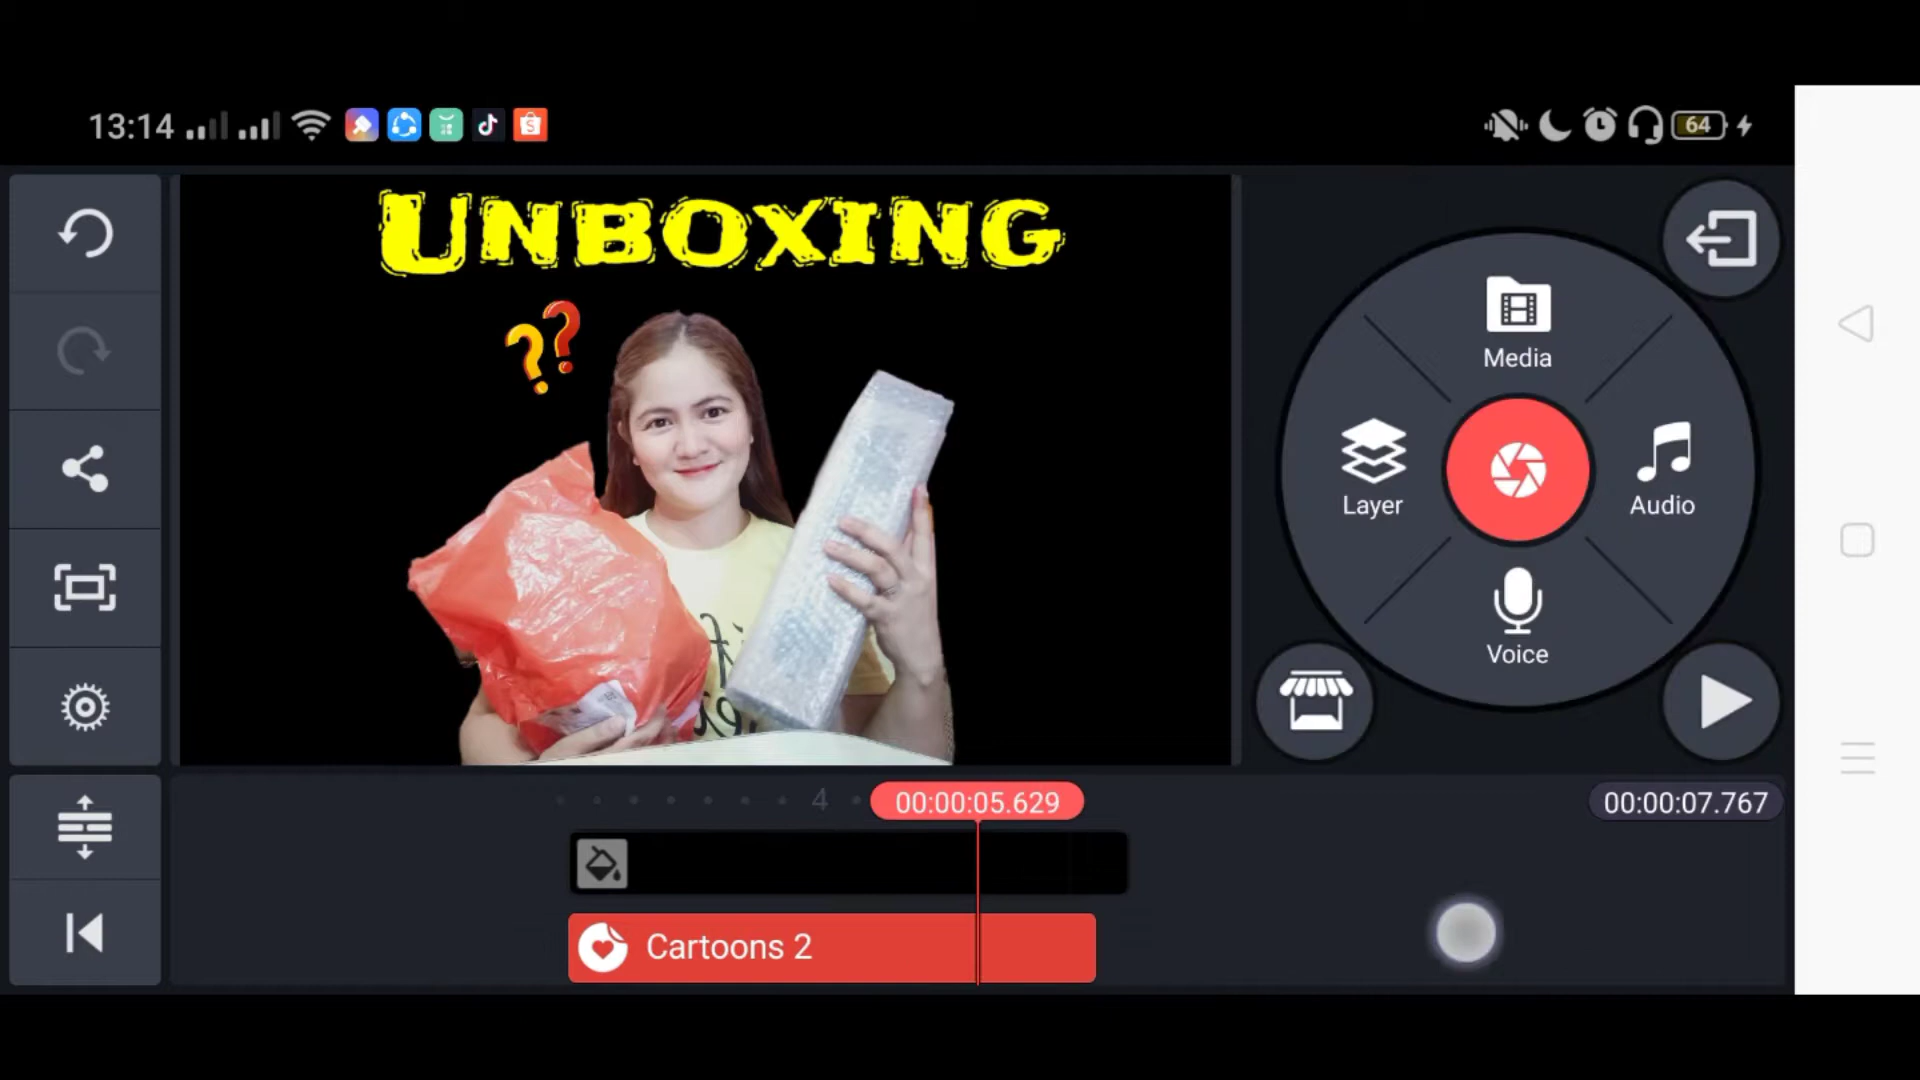 13:14
64
UNBOXING
??
Media
Layer
Audio
Voice
4
00:00:05.629
00:00:07.767
Cartoons 2